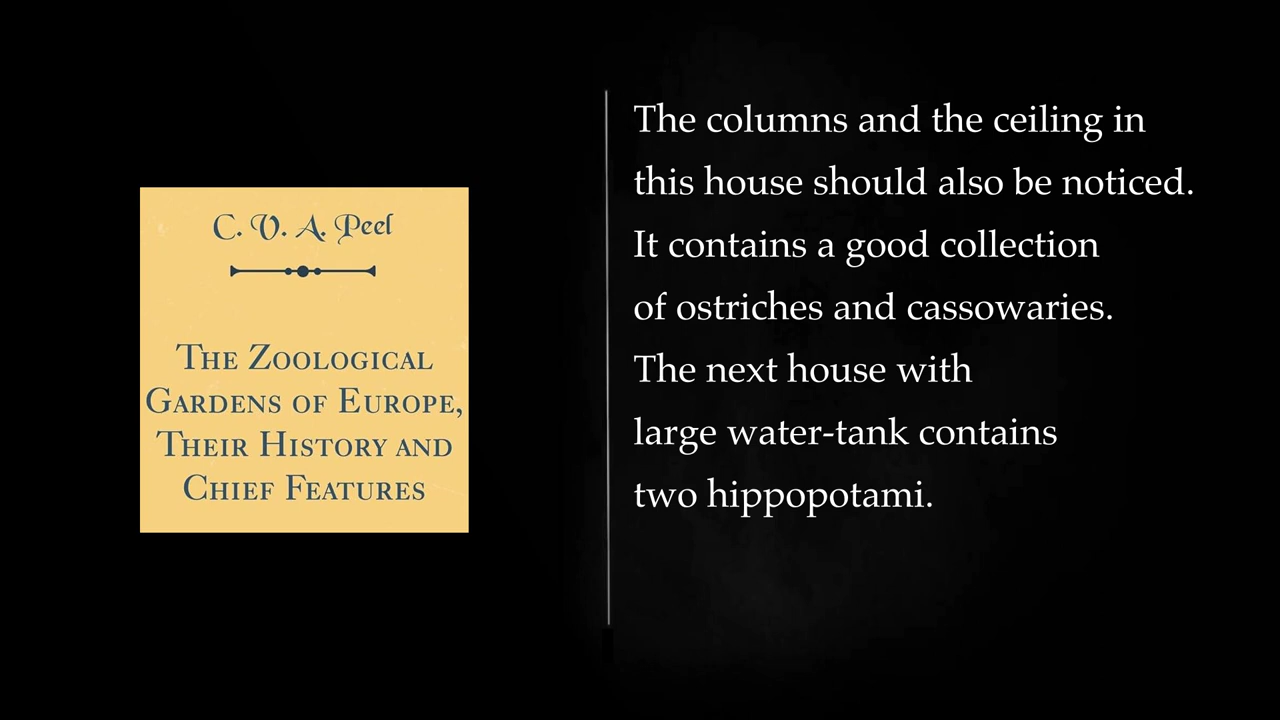 C. V. A. Peel
The Zoological
Gardens of Europe,
Their History and
Chief Features
The columns and the ceiling in
this house should also be noticed.
It contains a good collection
of ostriches and cassowaries.
The next house with
large water-tank contains
two hippopotami.